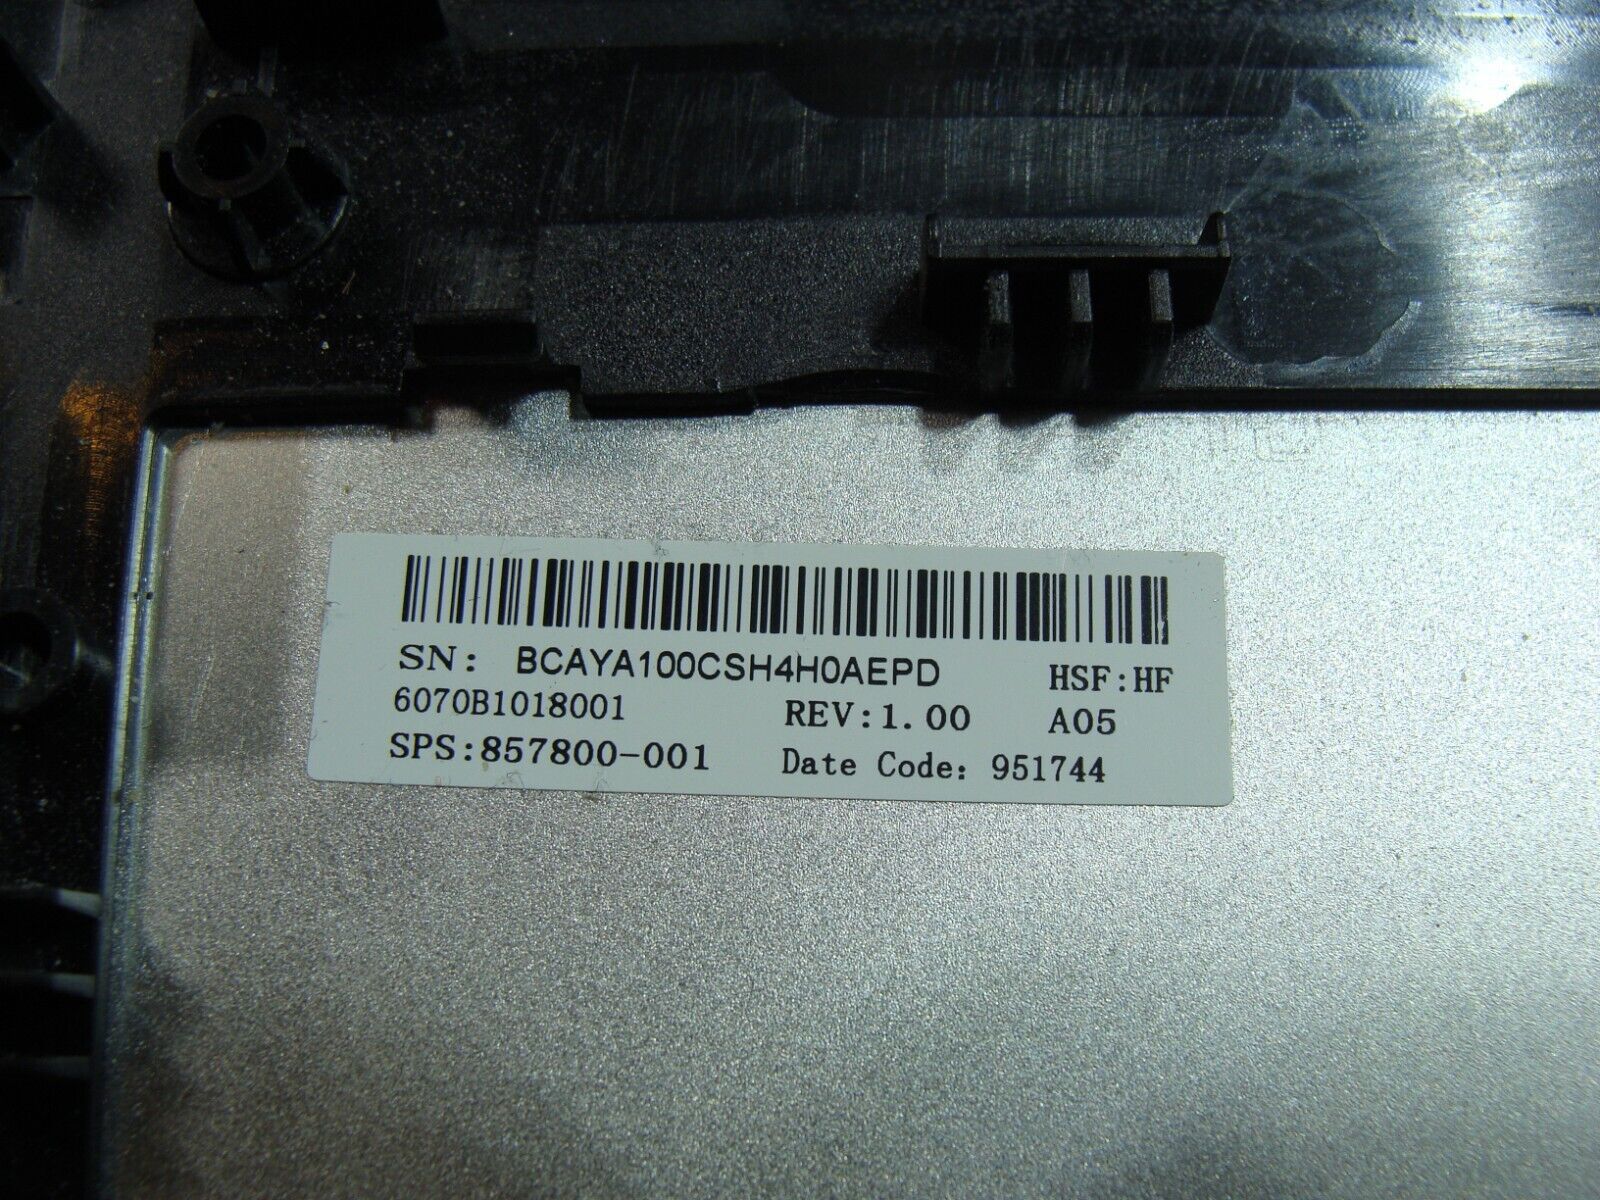 SN: BCAYA100CSH4H0AEPD HSF:HF
6070B1018001 REV:1.00 A05
SPS:857800-001 Date Code: 951744